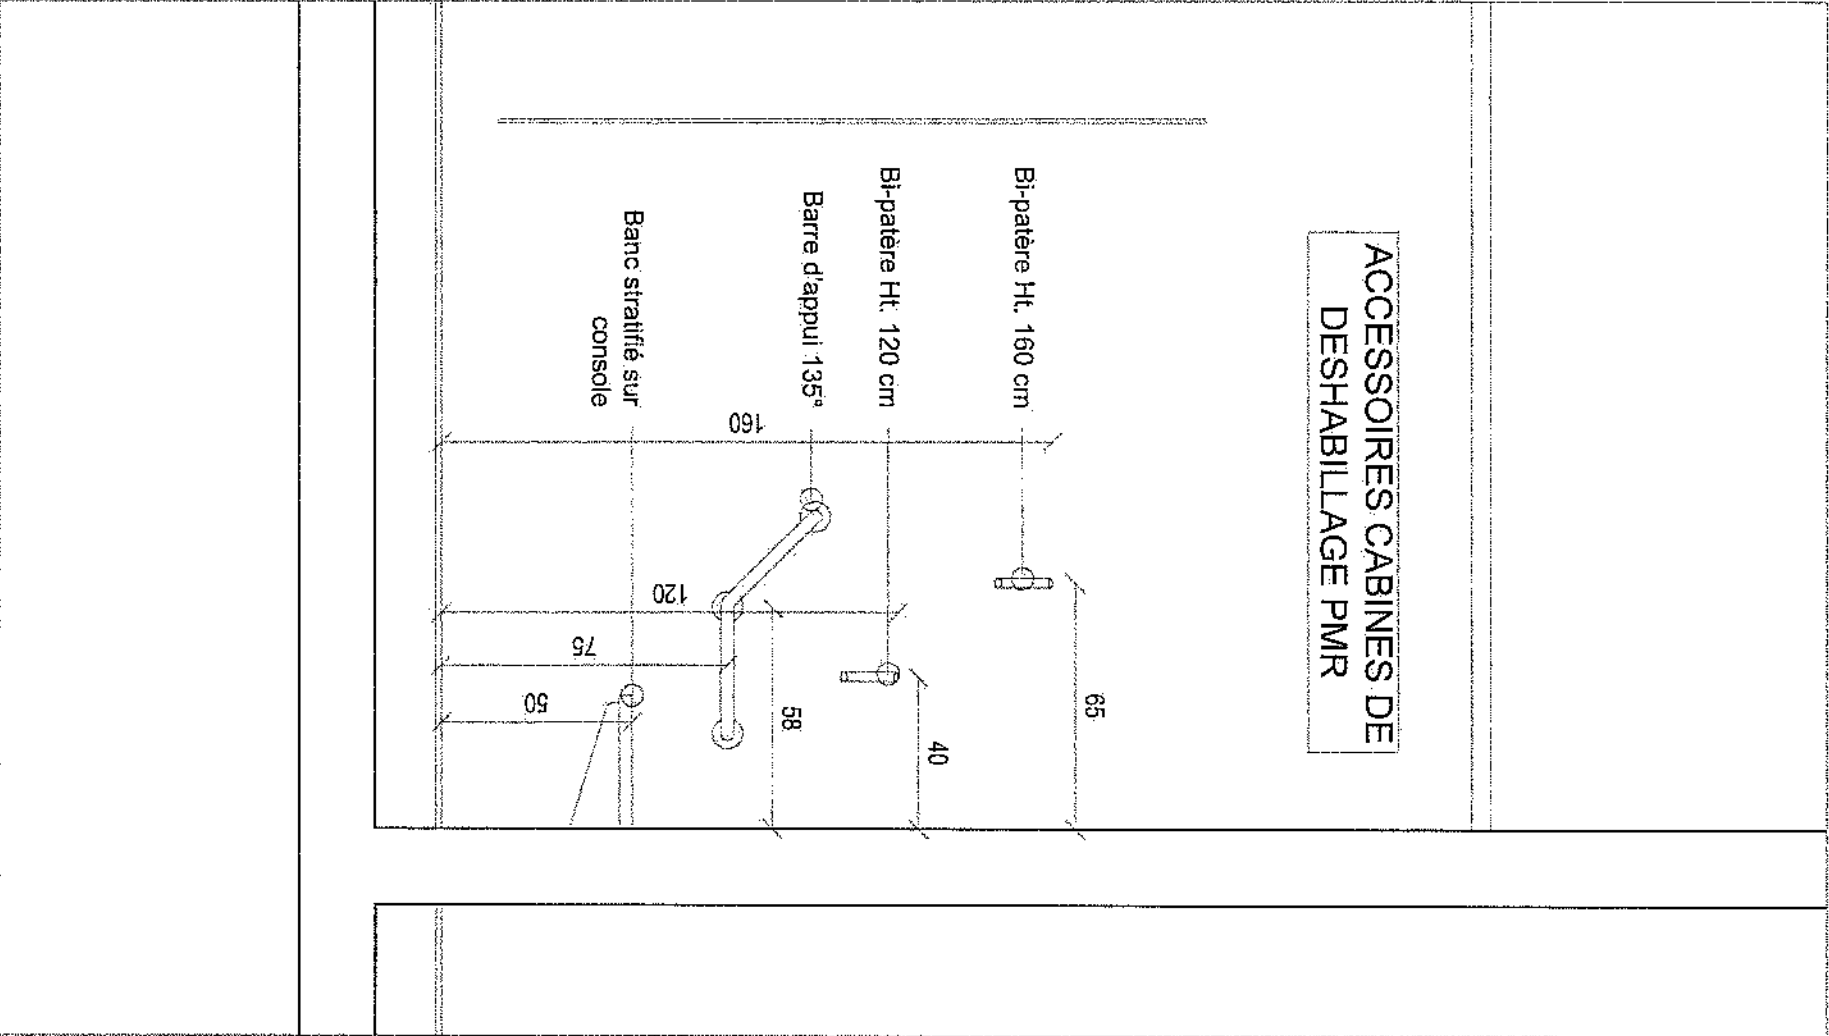 ACCESSOIRES CABINES DE
DESHABILLAGE PMR
Bi-patère Ht. 160 cm
Bi-patère Ht. 120 cm
Barre d'appui 135°
Banc stratifié sur
console
65
40
58
160
120
75
50